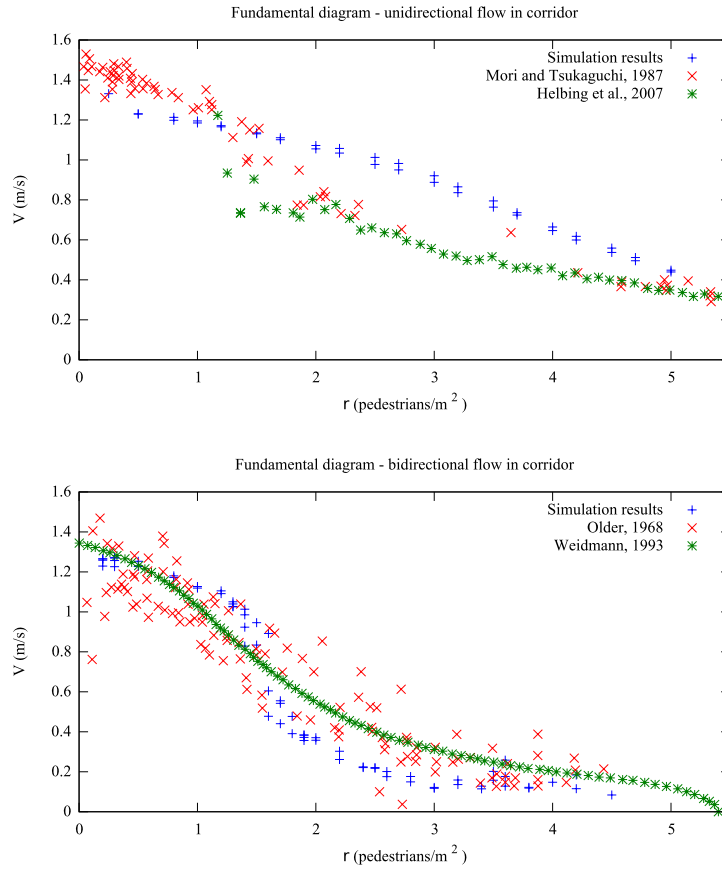 Fundamental diagram - unidirectional flow in corridor
1.6
1.4
1.2
1
0.8
0.6
0.4
0.2
0
V (m/s)
Simulation results
Mori and Tsukaguchi, 1987
Helbing et al., 2007
0 1 2 3 4 5
r (pedestrians/m 2 )
Fundamental diagram - bidirectional flow in corridor
1.6
1.4
1.2
1
0.8
0.6
0.4
0.2
0
V (m/s)
Simulation results
Older, 1968
Weidmann, 1993
0 1 2 3 4 5
r (pedestrians/m 2 )